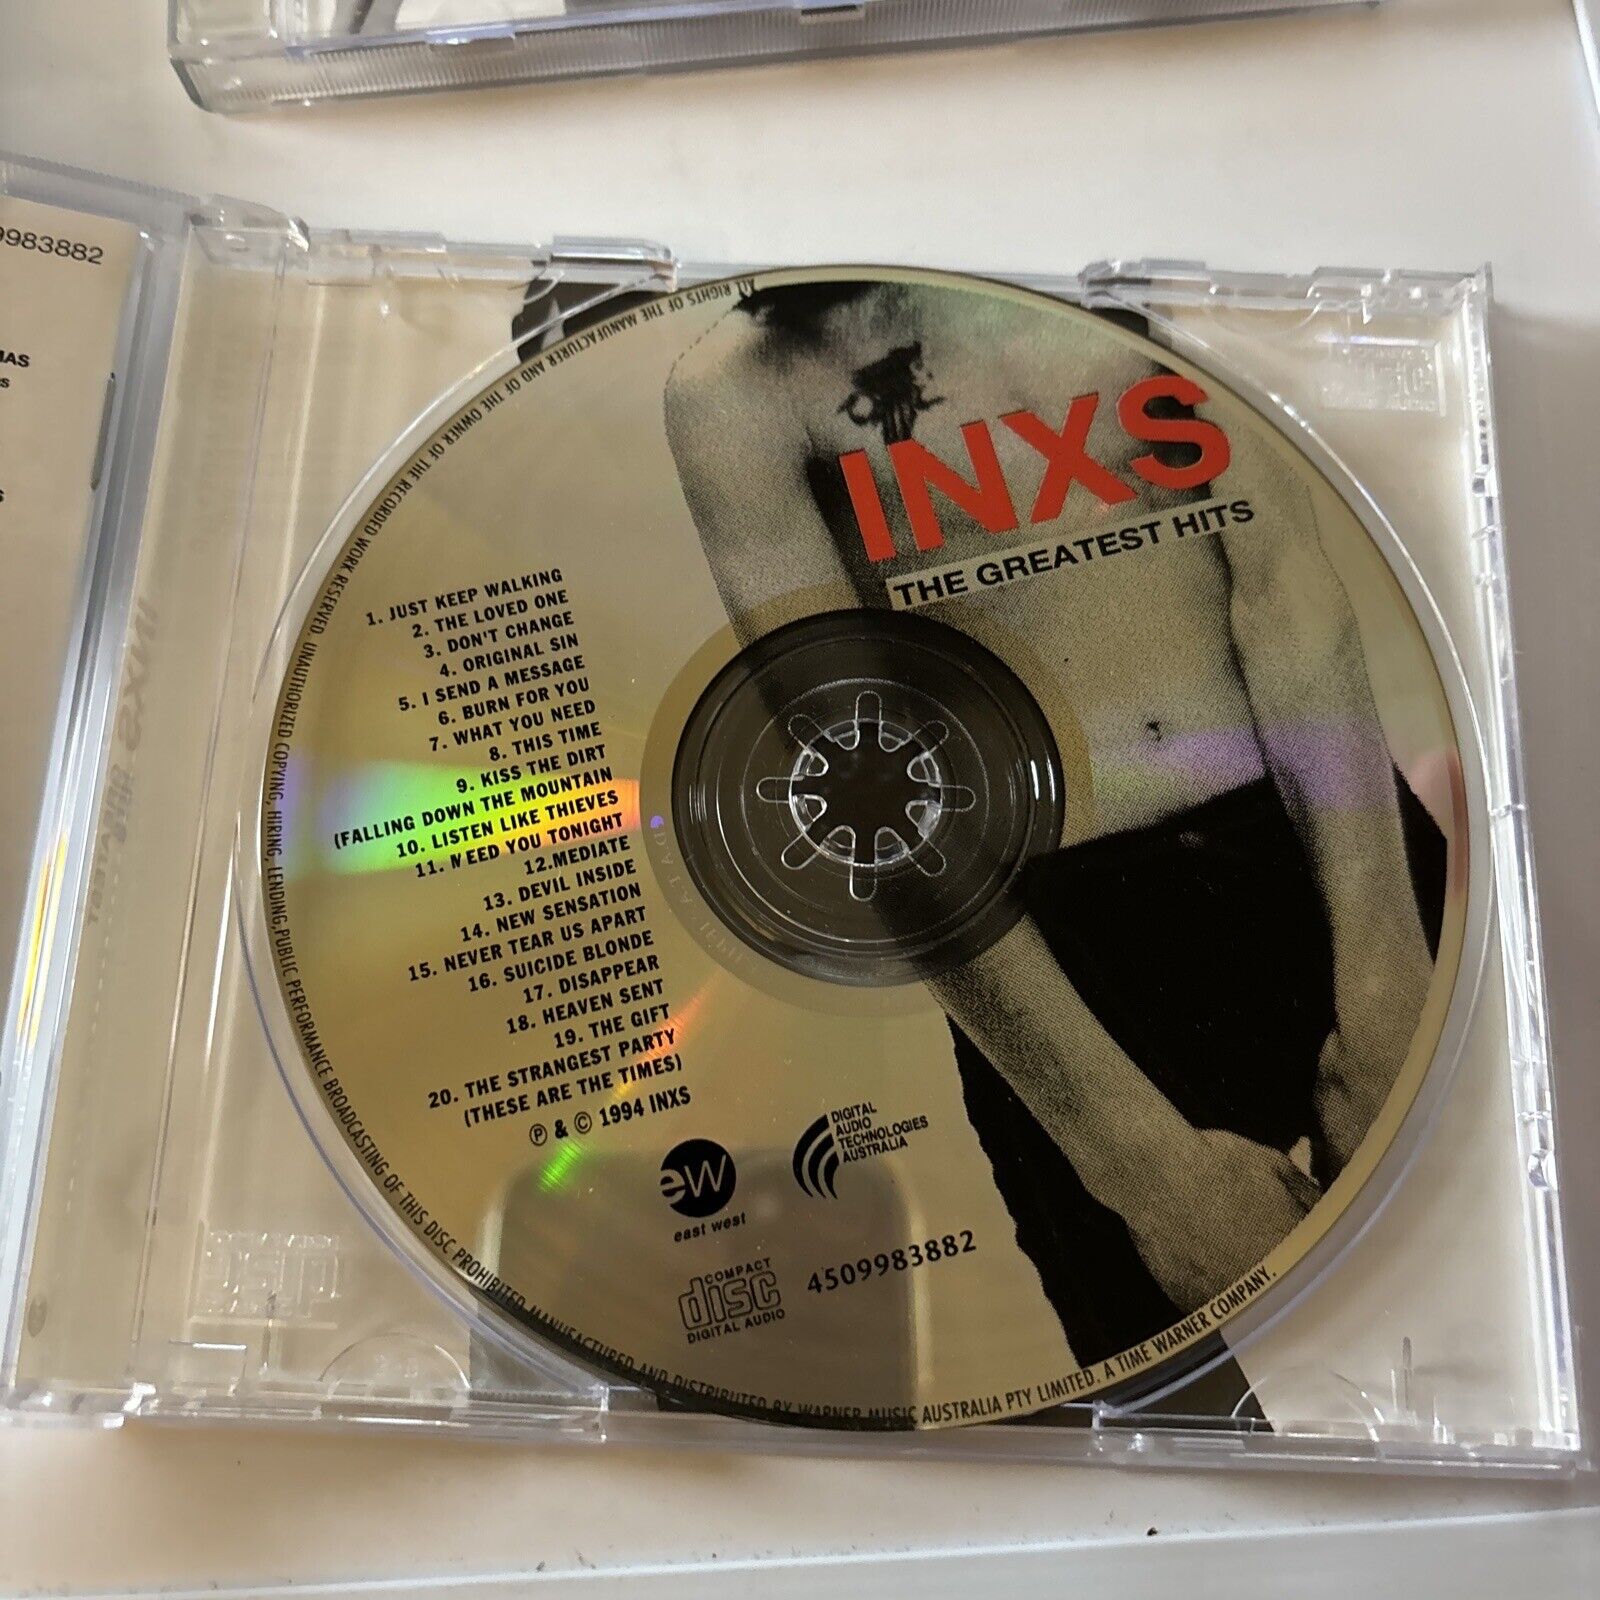 9983882
INXS
THE GREATEST HITS
1. JUST KEEP WALKING
2. THE LOVED ONE
3. DON'T CHANGE
4. ORIGINAL SIN
5. I SEND A MESSAGE
6. BURN FOR YOU
7. WHAT YOU NEED
8. THIS TIME
9. KISS THE DIRT
(FALLING DOWN THE MOUNTAIN
10. LISTEN LIKE THIEVES
11. NEED YOU TONIGHT
12.MEDIATE
13. DEVIL INSIDE
14. NEW SENSATION
15. NEVER TEAR US APART
16. SUICIDE BLONDE
17. DISAPPEAR
18. HEAVEN SENT
19. THE GIFT
20. THE STRANGEST PARTY
(THESE ARE THE TIMES)
℗ & © 1994 INXS
ew
east west
DIGITAL
AUDIO
TECHNOLOGIES
AUSTRALIA
COMPACT
disc
DIGITAL AUDIO
4509983882
ALL RIGHTS OF THE MANUFACTURER AND OF THE OWNER OF THE RECORDED WORK RESERVED. UNAUTHORIZED COPYING, HIRING, LENDING,PUBLIC PERFORMANCE BROADCASTING OF THIS DISC PROHIBITED MANUFACTURED AND DISTRIBUTED BY WARNER MUSIC AUSTRALIA PTY LIMITED. A TIME WARNER COMPANY.